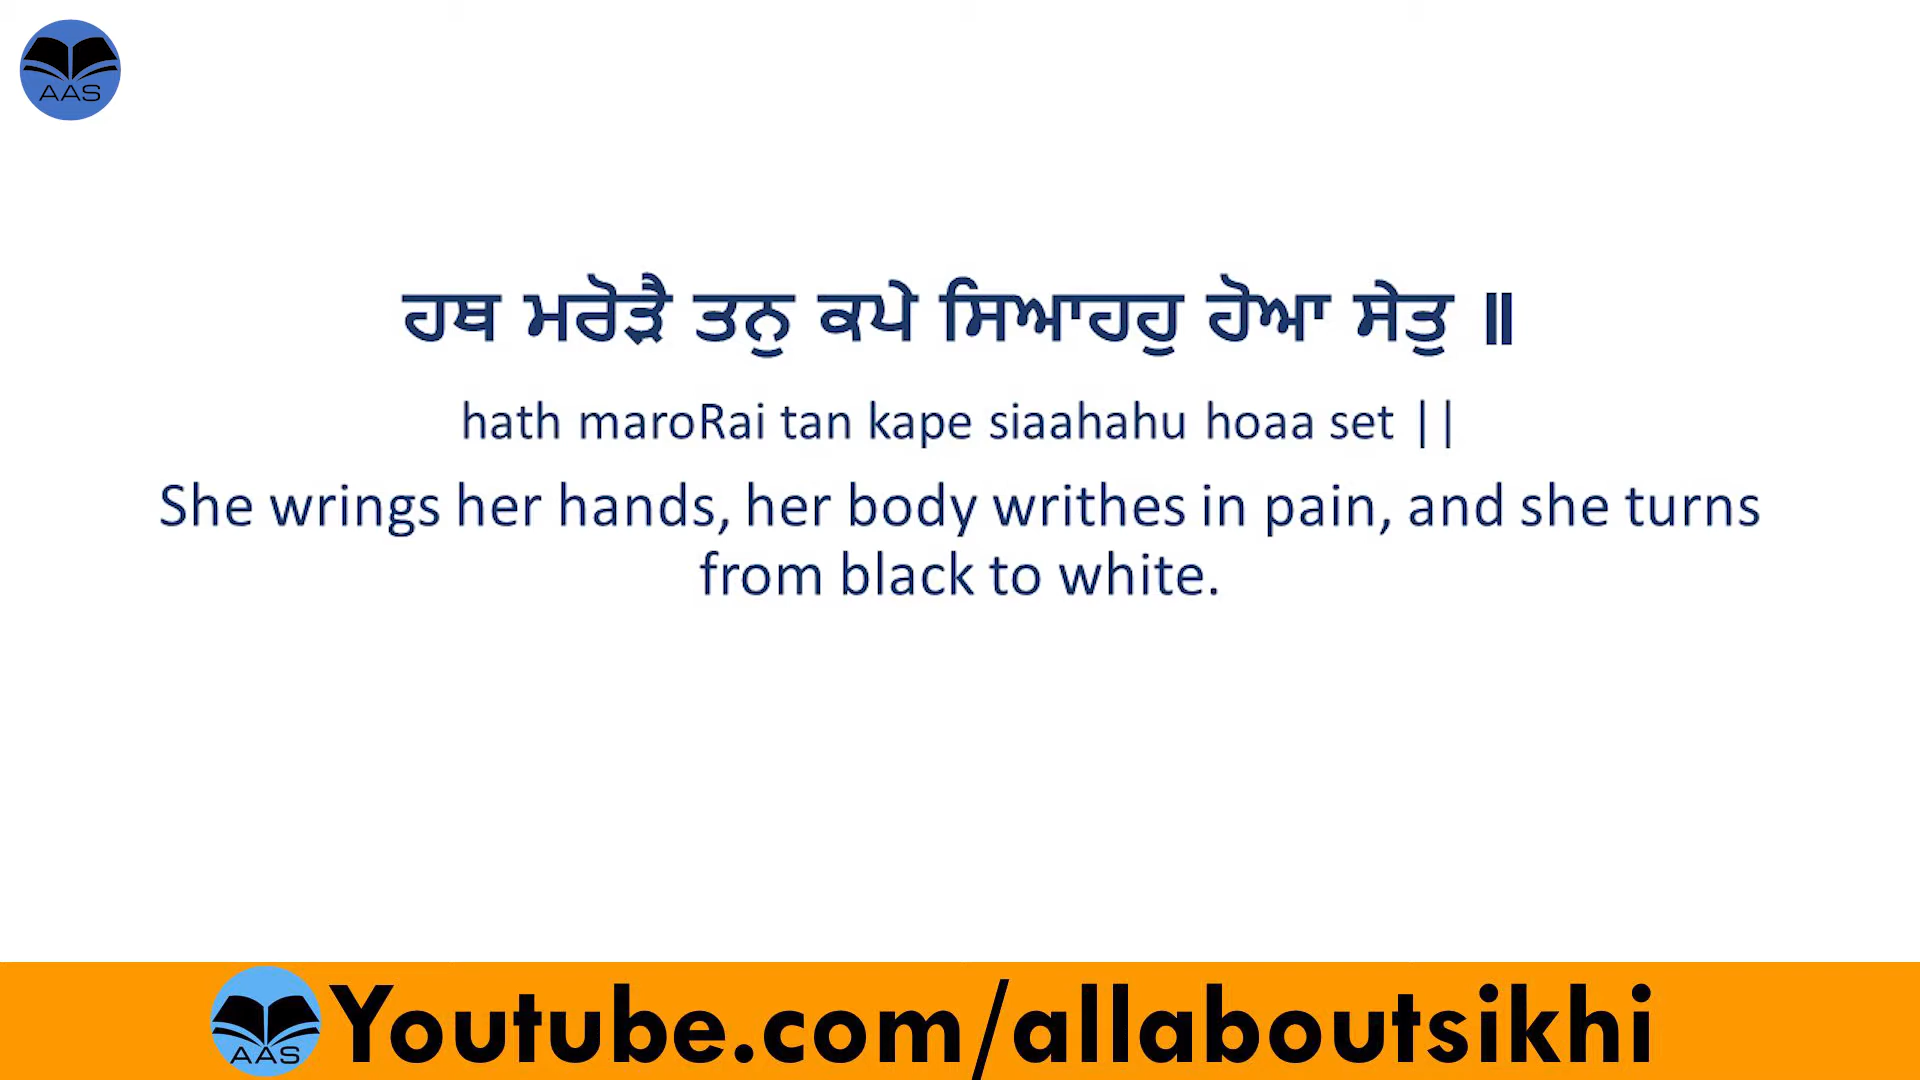 AAS
ਹਥ ਮਰੋੜੈ ਤਨੁ ਕਪੇ ਸਿਆਹਹੁ ਹੋਆ ਸੇਤੁ ॥
hath maroRai tan kape siaahahu hoaa set ||
She wrings her hands, her body writhes in pain, and she turns
from black to white.
AAS Youtube.com/allaboutsikhi